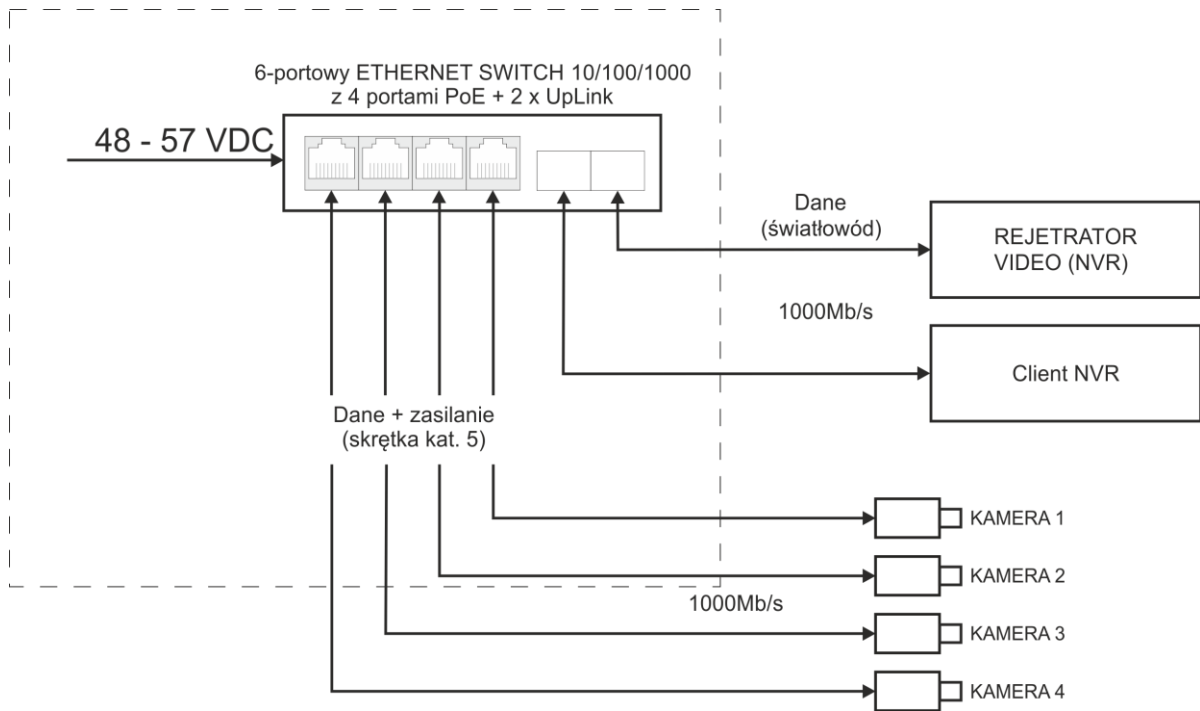 6-portowy ETHERNET SWITCH 10/100/1000
z 4 portami PoE + 2 x UpLink
48 - 57 VDC
Dane
(światłowód)
REJETRATOR
VIDEO (NVR)
1000Mb/s
Client NVR
Dane + zasilanie
(skrętka kat. 5)
KAMERA 1
KAMERA 2
1000Mb/s
KAMERA 3
KAMERA 4